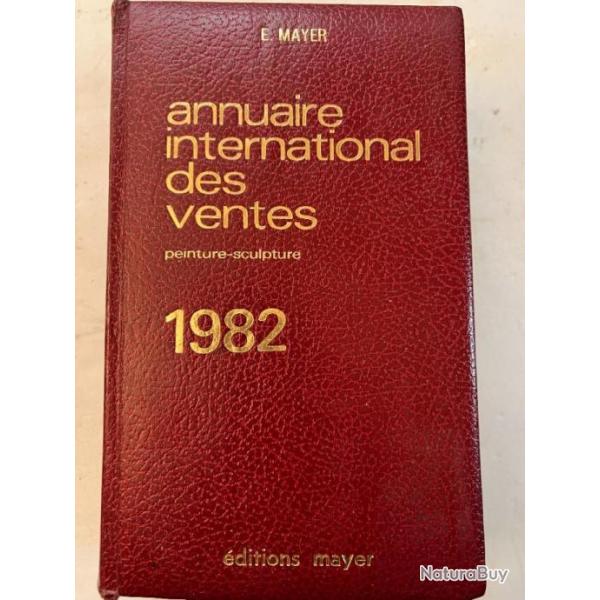 E. MAYER
annuaire
international
des
ventes
peinture-sculpture
1982
éditions mayer
NaturaBuy